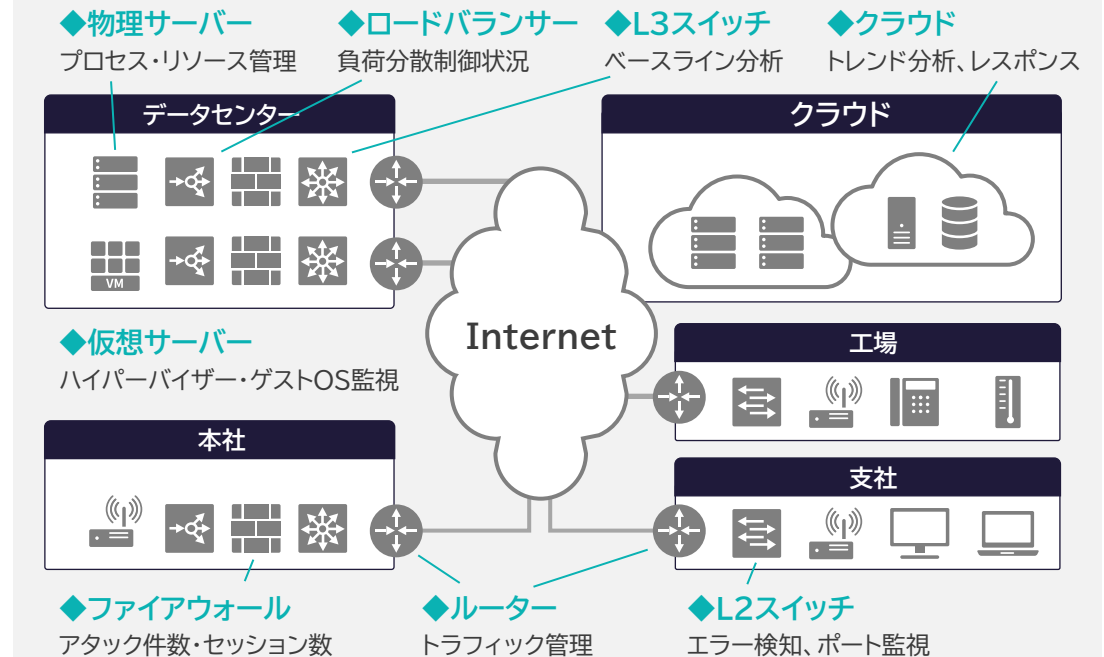 ◆物理サーバー
プロセス・リソース管理
◆ロードバランサー
負荷分散制御状況
◆L3スイッチ
ベースライン分析
◆クラウド
トレンド分析、レスポンス
データセンター
クラウド
VM
Internet
◆仮想サーバー
ハイパーバイザー・ゲストOS監視
工場
本社
支社
◆ファイアウォール
アタック件数・セッション数
◆ルーター
トラフィック管理
◆L2スイッチ
エラー検知、ポート監視